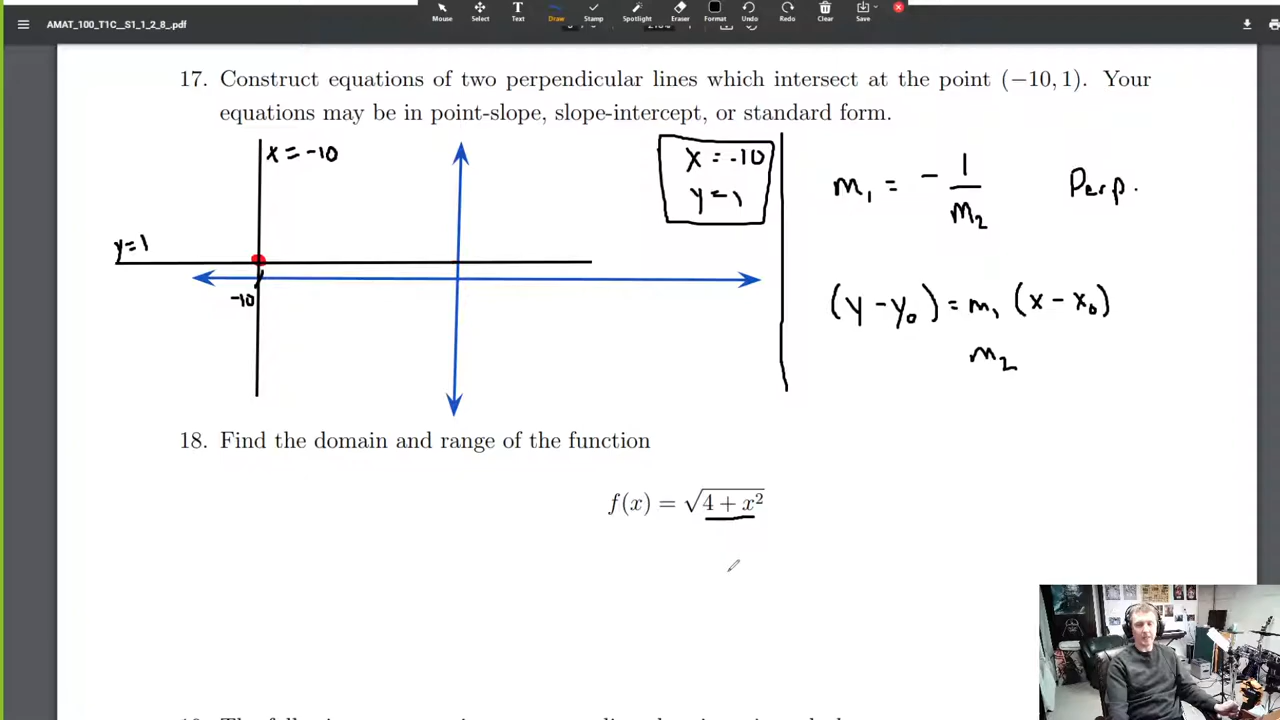 AMAT_100_T1C__S1_1_2_8_.pdf
Mouse Select Text Draw Stamp Spotlight Eraser Format Undo Redo Clear Save
17. Construct equations of two perpendicular lines which intersect at the point (−10, 1). Your
equations may be in point-slope, slope-intercept, or standard form.
x = -10
y = 1
-10
x = -10
y = 1
m₁ = - 1/m₂ Perp.
(y - y₀) = m₁ (x - x₀)
m₂
18. Find the domain and range of the function
f(x) = √(4 + x²)